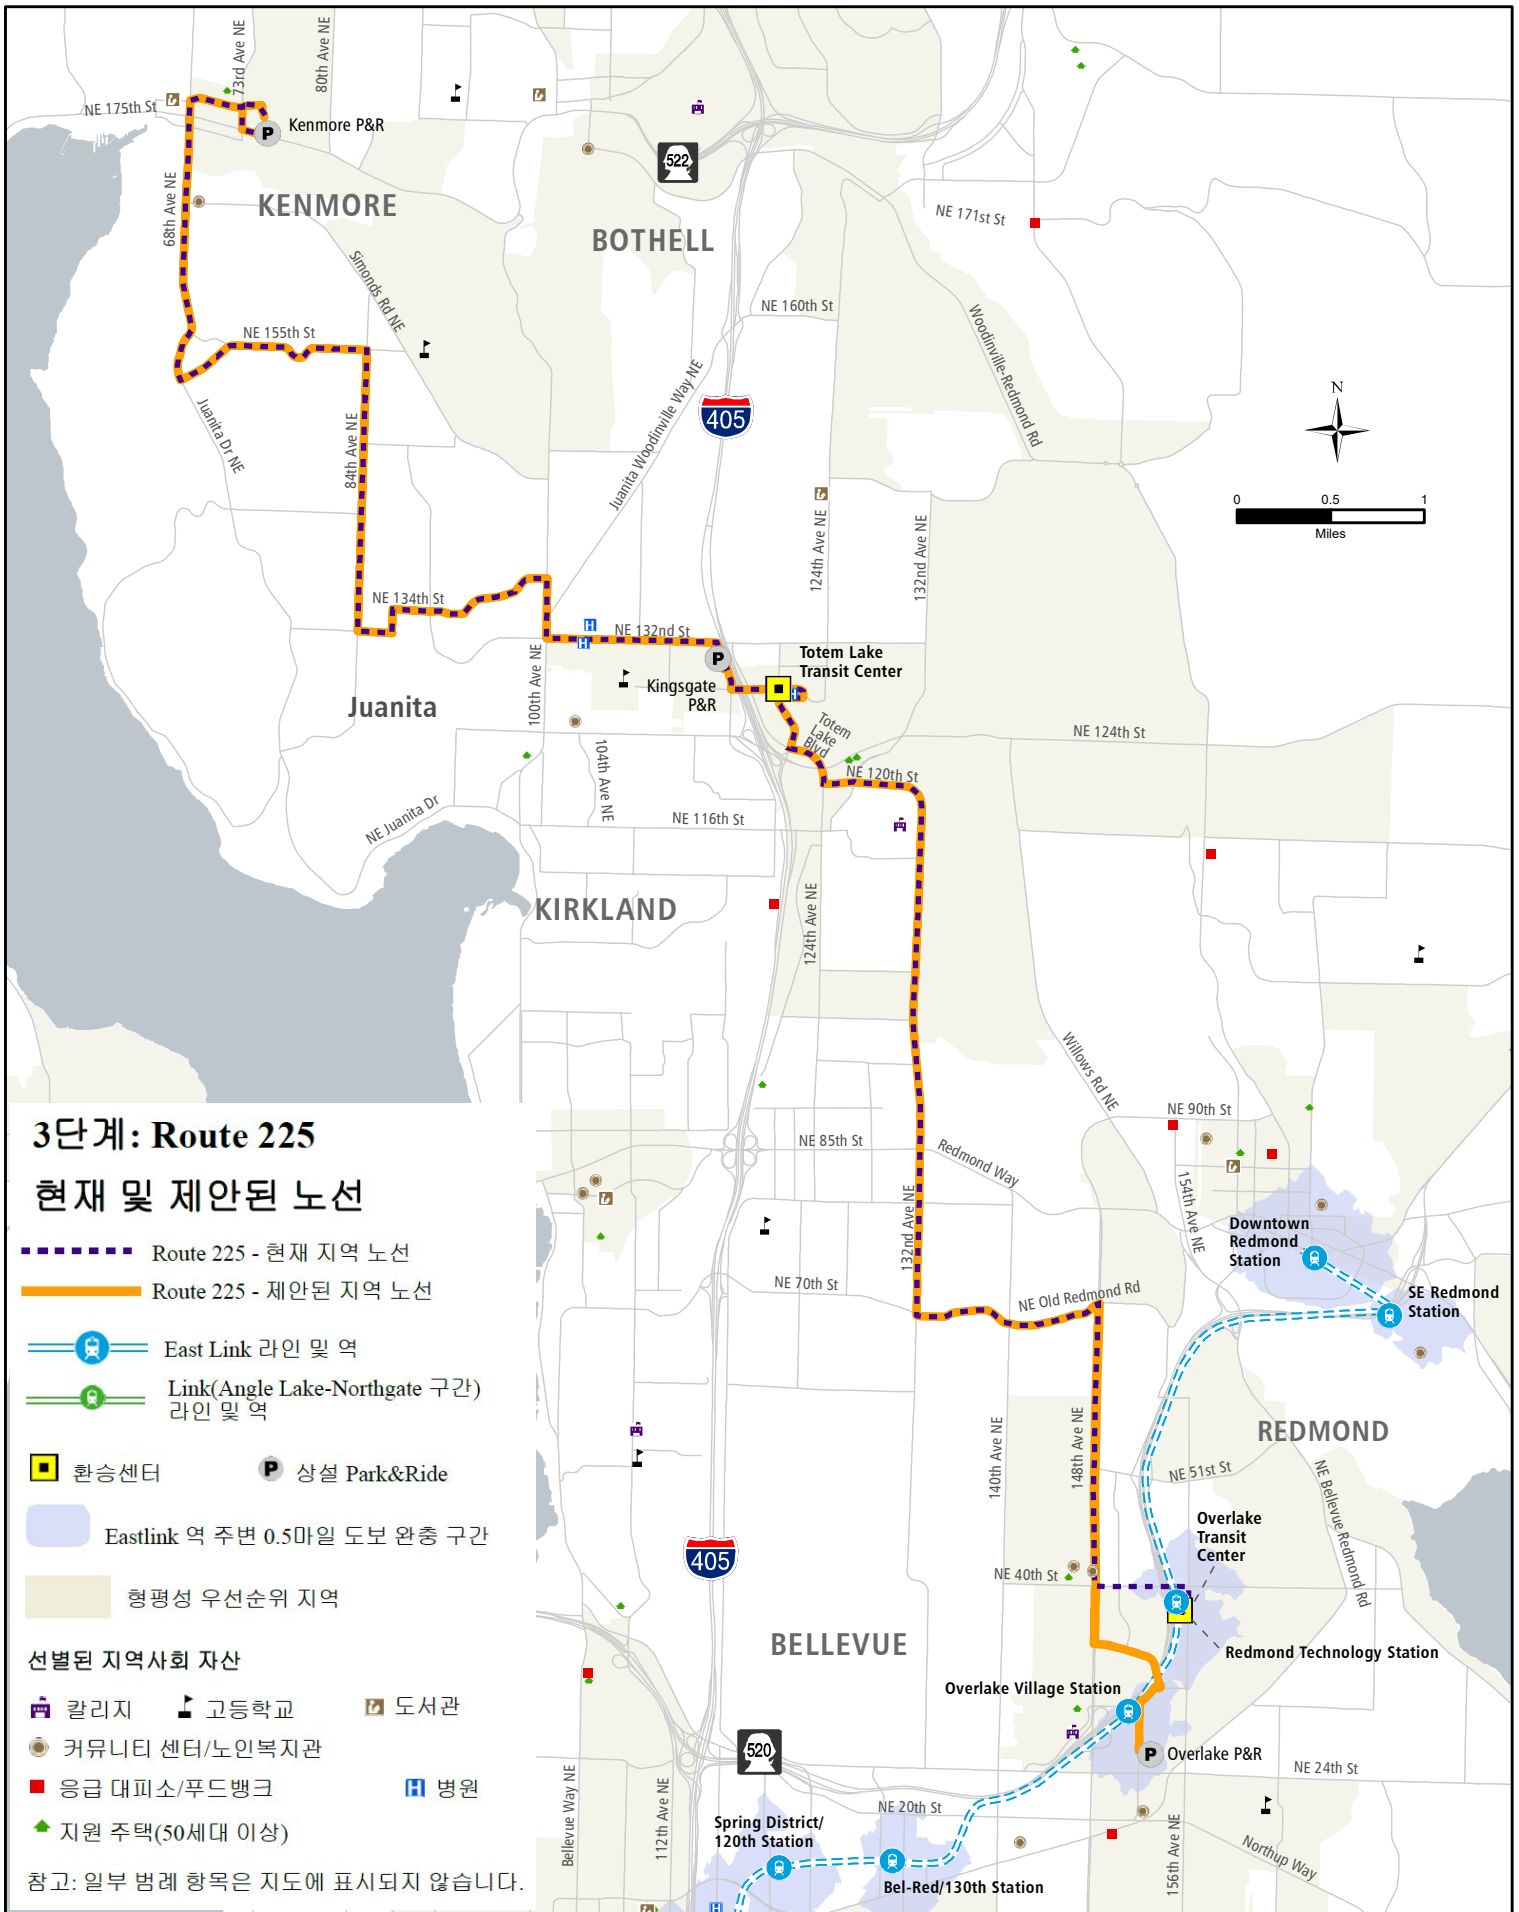 73rd Ave NE
80th Ave NE
NE 175th St
Kenmore P&R
522
68th Ave NE
KENMORE
BOTHELL
NE 171st St
Simonds Rd NE
NE 160th St
NE 155th St
Woodinville-Redmond Rd
Juanita Woodinville Way NE
405
N
Juanita Dr NE
84th Ave NE
0 0.5 1
Miles
124th Ave NE
132nd Ave NE
NE 134th St
NE 132nd St
Totem Lake
Transit Center
100th Ave NE
Kingsgate
P&R
Juanita
Totem
Lake
Blvd
NE 124th St
104th Ave NE
NE 120th St
NE Juanita Dr
NE 116th St
KIRKLAND
124th Ave NE
Willows Rd NE
NE 90th St
NE 85th St
Redmond Way
154th Ave NE
132nd Ave NE
Downtown
Redmond
Station
NE 70th St
NE Old Redmond Rd
SE Redmond
Station
REDMOND
140th Ave NE
148th Ave NE
NE 51st St
NE Bellevue Redmond Rd
Overlake
Transit
Center
405
NE 40th St
BELLEVUE
Redmond Technology Station
Overlake Village Station
520
Overlake P&R
NE 24th St
Bellevue Way NE
112th Ave NE
NE 20th St
Spring District/
120th Station
156th Ave NE
Northup Way
Bel-Red/130th Station
3단계: Route 225
현재 및 제안된 노선
Route 225 - 현재 지역 노선
Route 225 - 제안된 지역 노선
East Link 라인 및 역
Link(Angle Lake-Northgate 구간)
라인 및 역
환승센터
P 상설 Park&Ride
Eastlink 역 주변 0.5마일 도보 완충 구간
형평성 우선순위 지역
선별된 지역사회 자산
칼리지
고등학교
도서관
커뮤니티 센터/노인복지관
응급 대피소/푸드뱅크
H 병원
지원 주택(50세대 이상)
참고: 일부 범례 항목은 지도에 표시되지 않습니다.